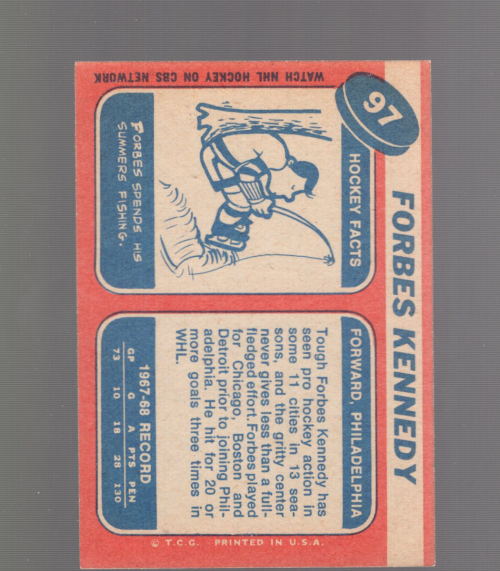 97
FORBES KENNEDY
HOCKEY FACTS
FORBES SPENDS HIS
SUMMERS FISHING.
WATCH NHL HOCKEY ON CBS NETWORK
FORWARD, PHILADELPHIA
Tough Forbes Kennedy has
seen pro hockey action in
some 11 cities in 13 sea-
sons, and the gritty center
never gives less than a full-
fledged effort. Forbes played
for Chicago, Boston and
Detroit prior to joining Phil-
adelphia. He hit for 20 or
more goals three times in
WHL.
1967-68 RECORD
GP G A PTS PEN
73 10 18 28 130
© T.C.G. PRINTED IN U.S.A.